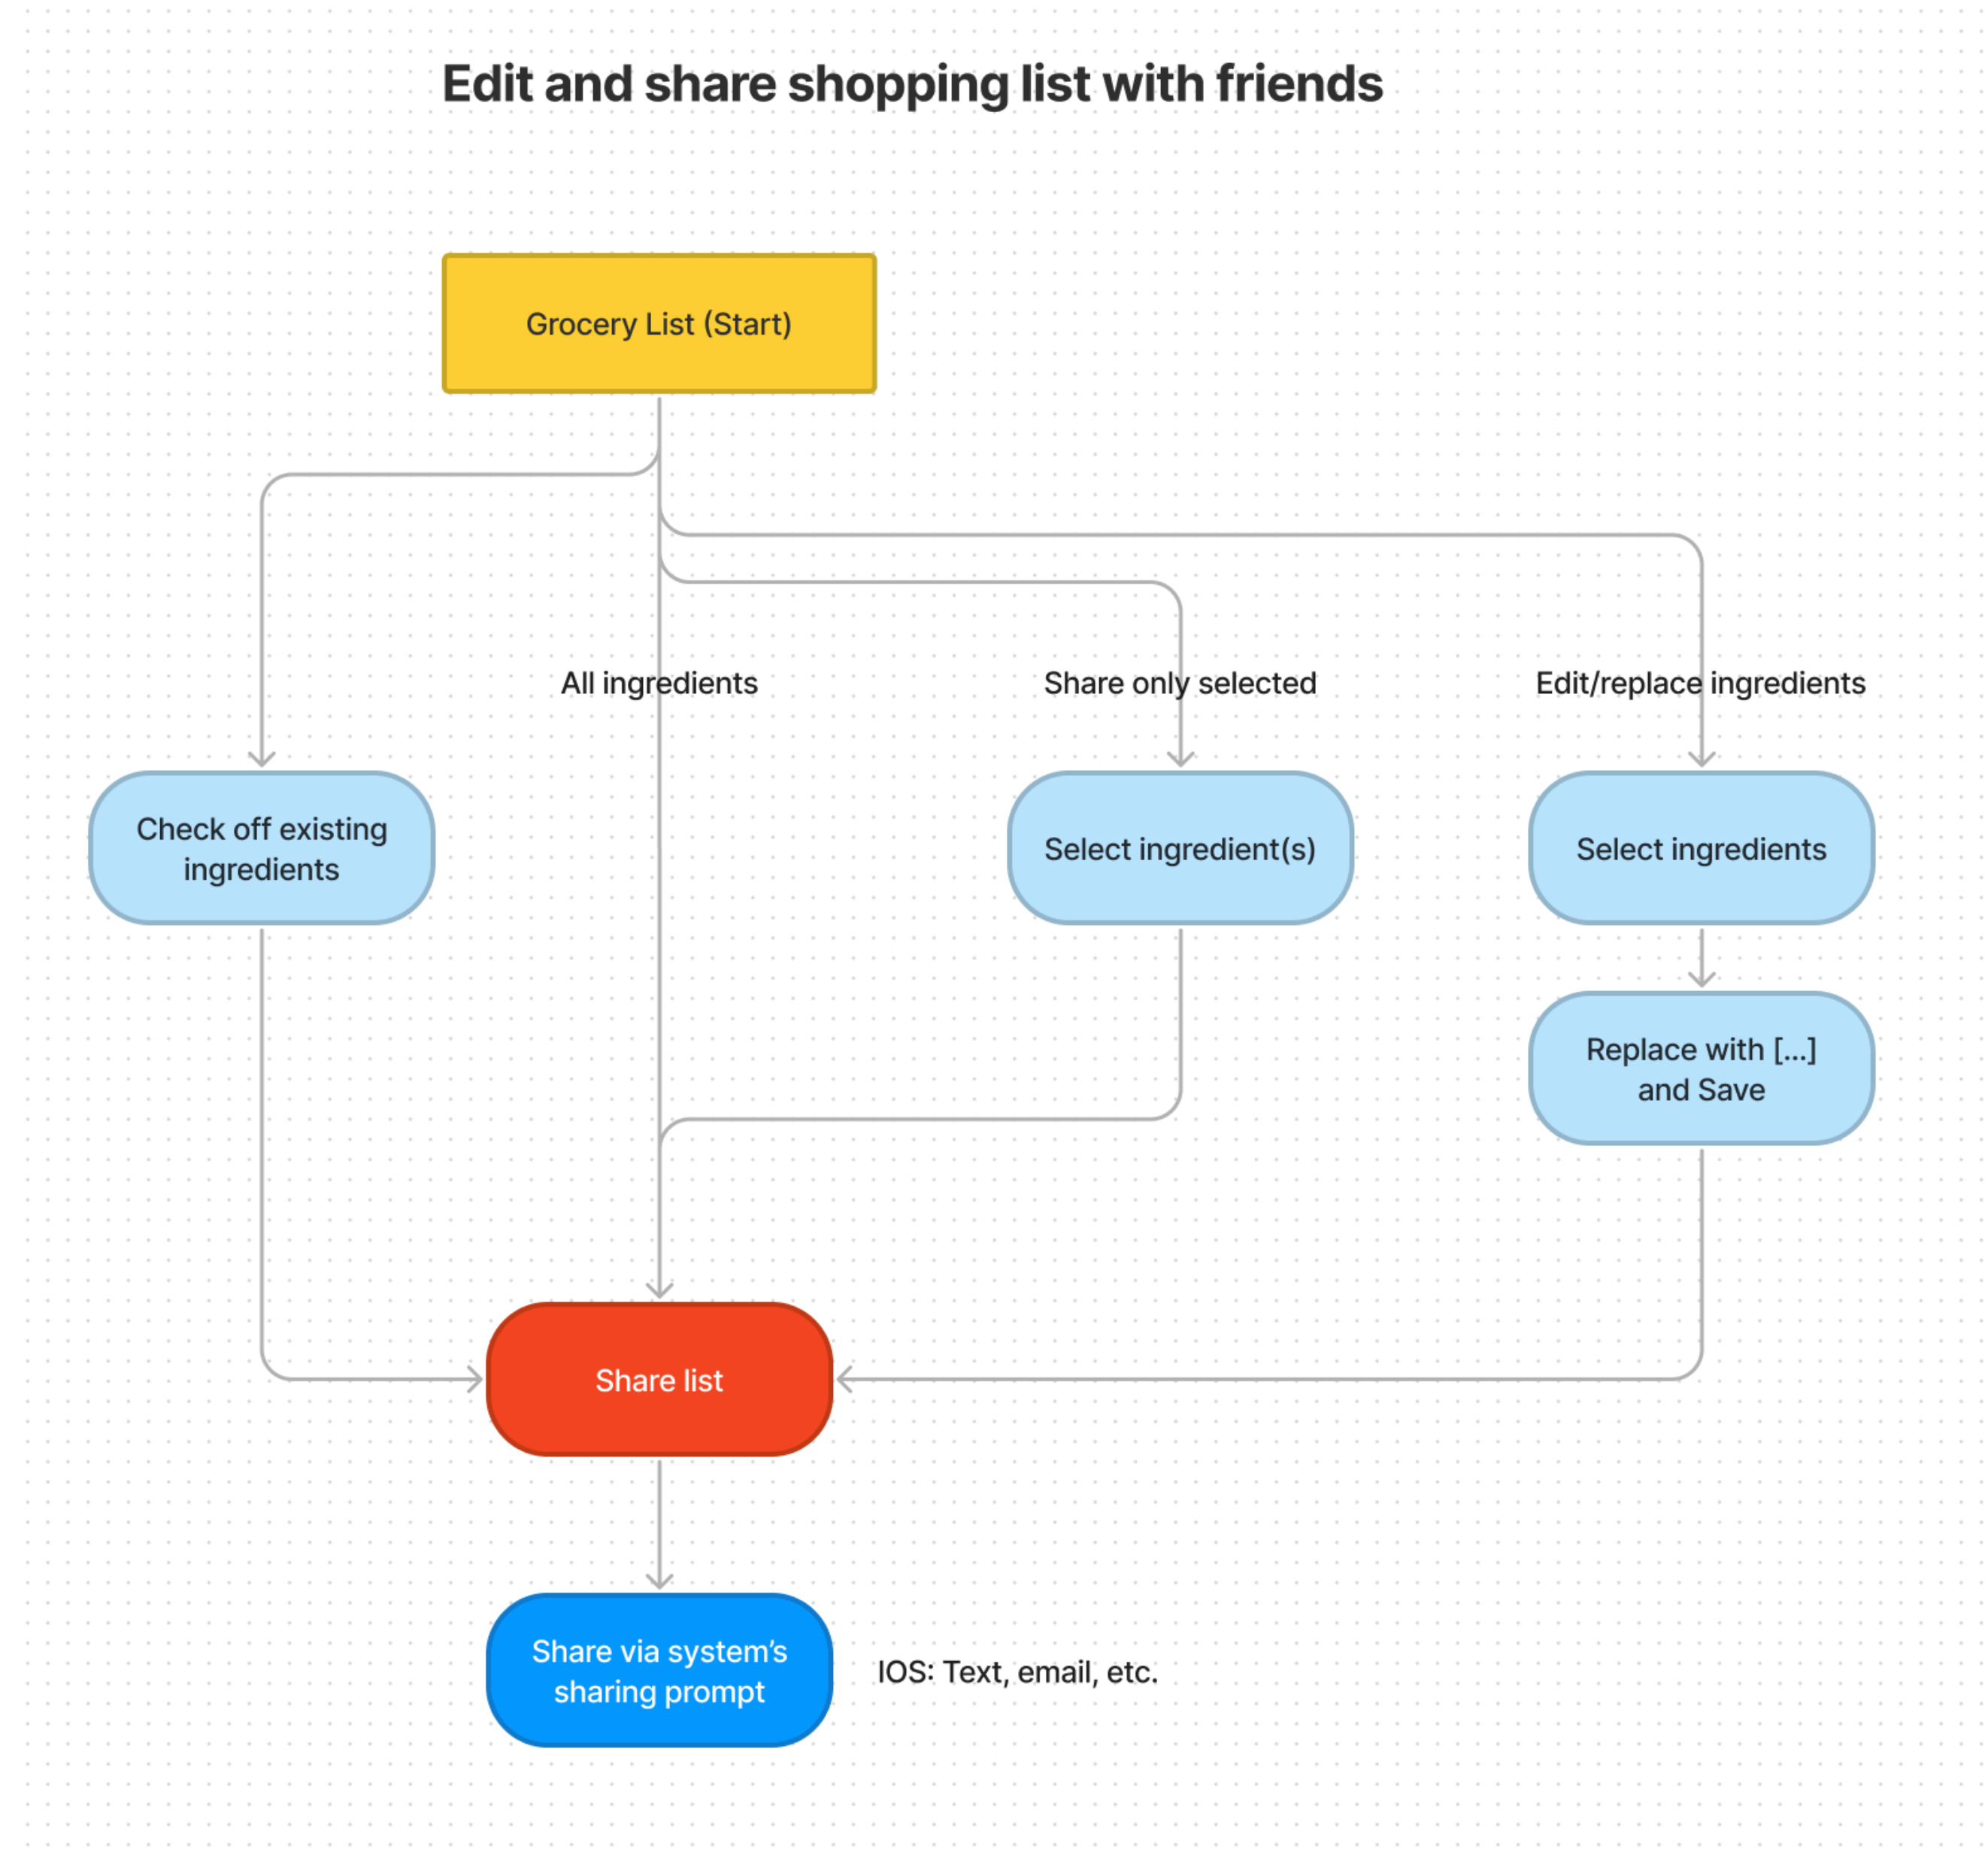 Edit and share shopping list with friends
Grocery List (Start)
All ingredients
Share only selected
Edit/replace ingredients
Check off existing
ingredients
Select ingredient(s)
Select ingredients
Replace with [...]
and Save
Share list
Share via system’s
sharing prompt
IOS: Text, email, etc.